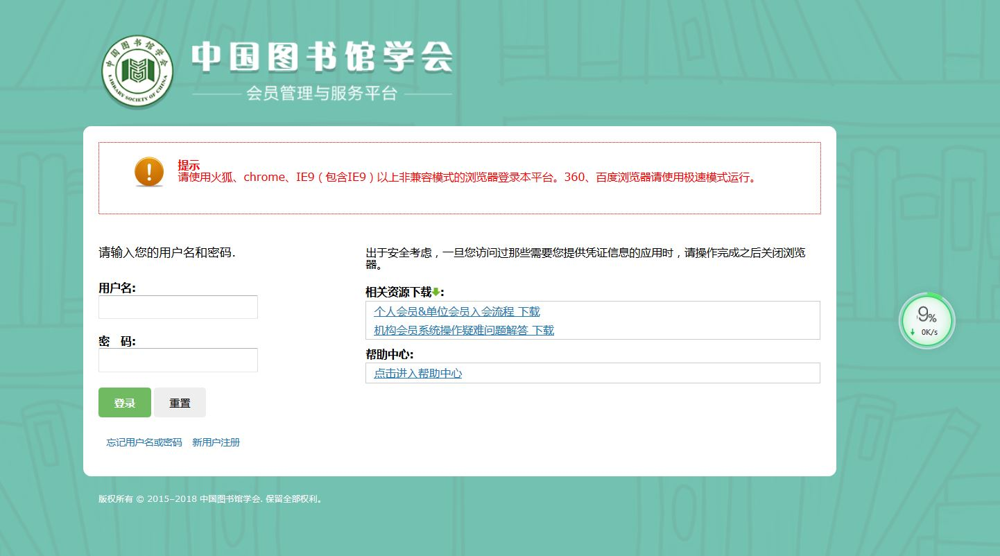 中国图书馆学会
LIBRARY SOCIETY OF CHINA
中国图书馆学会
会员管理与服务平台
提示
请使用火狐、chrome、IE9（包含IE9）以上非兼容模式的浏览器登录本平台。360、百度浏览器请使用极速模式运行。
请输入您的用户名和密码.
用户名:
密 码:
登录 重置
忘记用户名或密码 新用户注册
出于安全考虑，一旦您访问过那些需要您提供凭证信息的应用时，请操作完成之后关闭浏览
器。
相关资源下载:
个人会员&单位会员入会流程 下载
机构会员系统操作疑难问题解答 下载
帮助中心:
点击进入帮助中心
9%
0K/s
版权所有 © 2015-2018 中国图书馆学会. 保留全部权利。